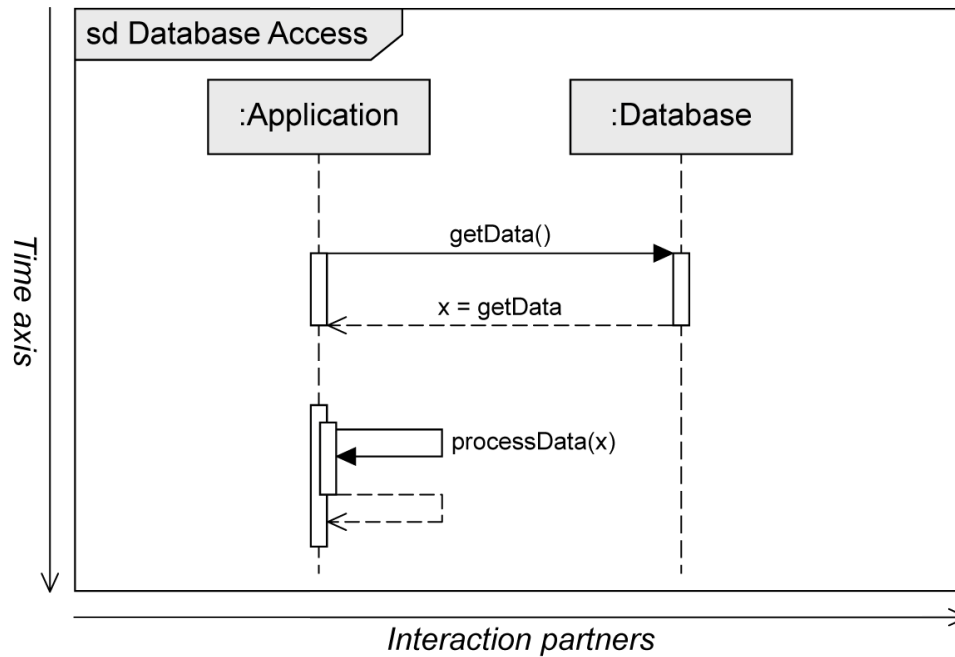 sd Database Access
:Application
:Database
getData()
x = getData
processData(x)
Time axis
Interaction partners